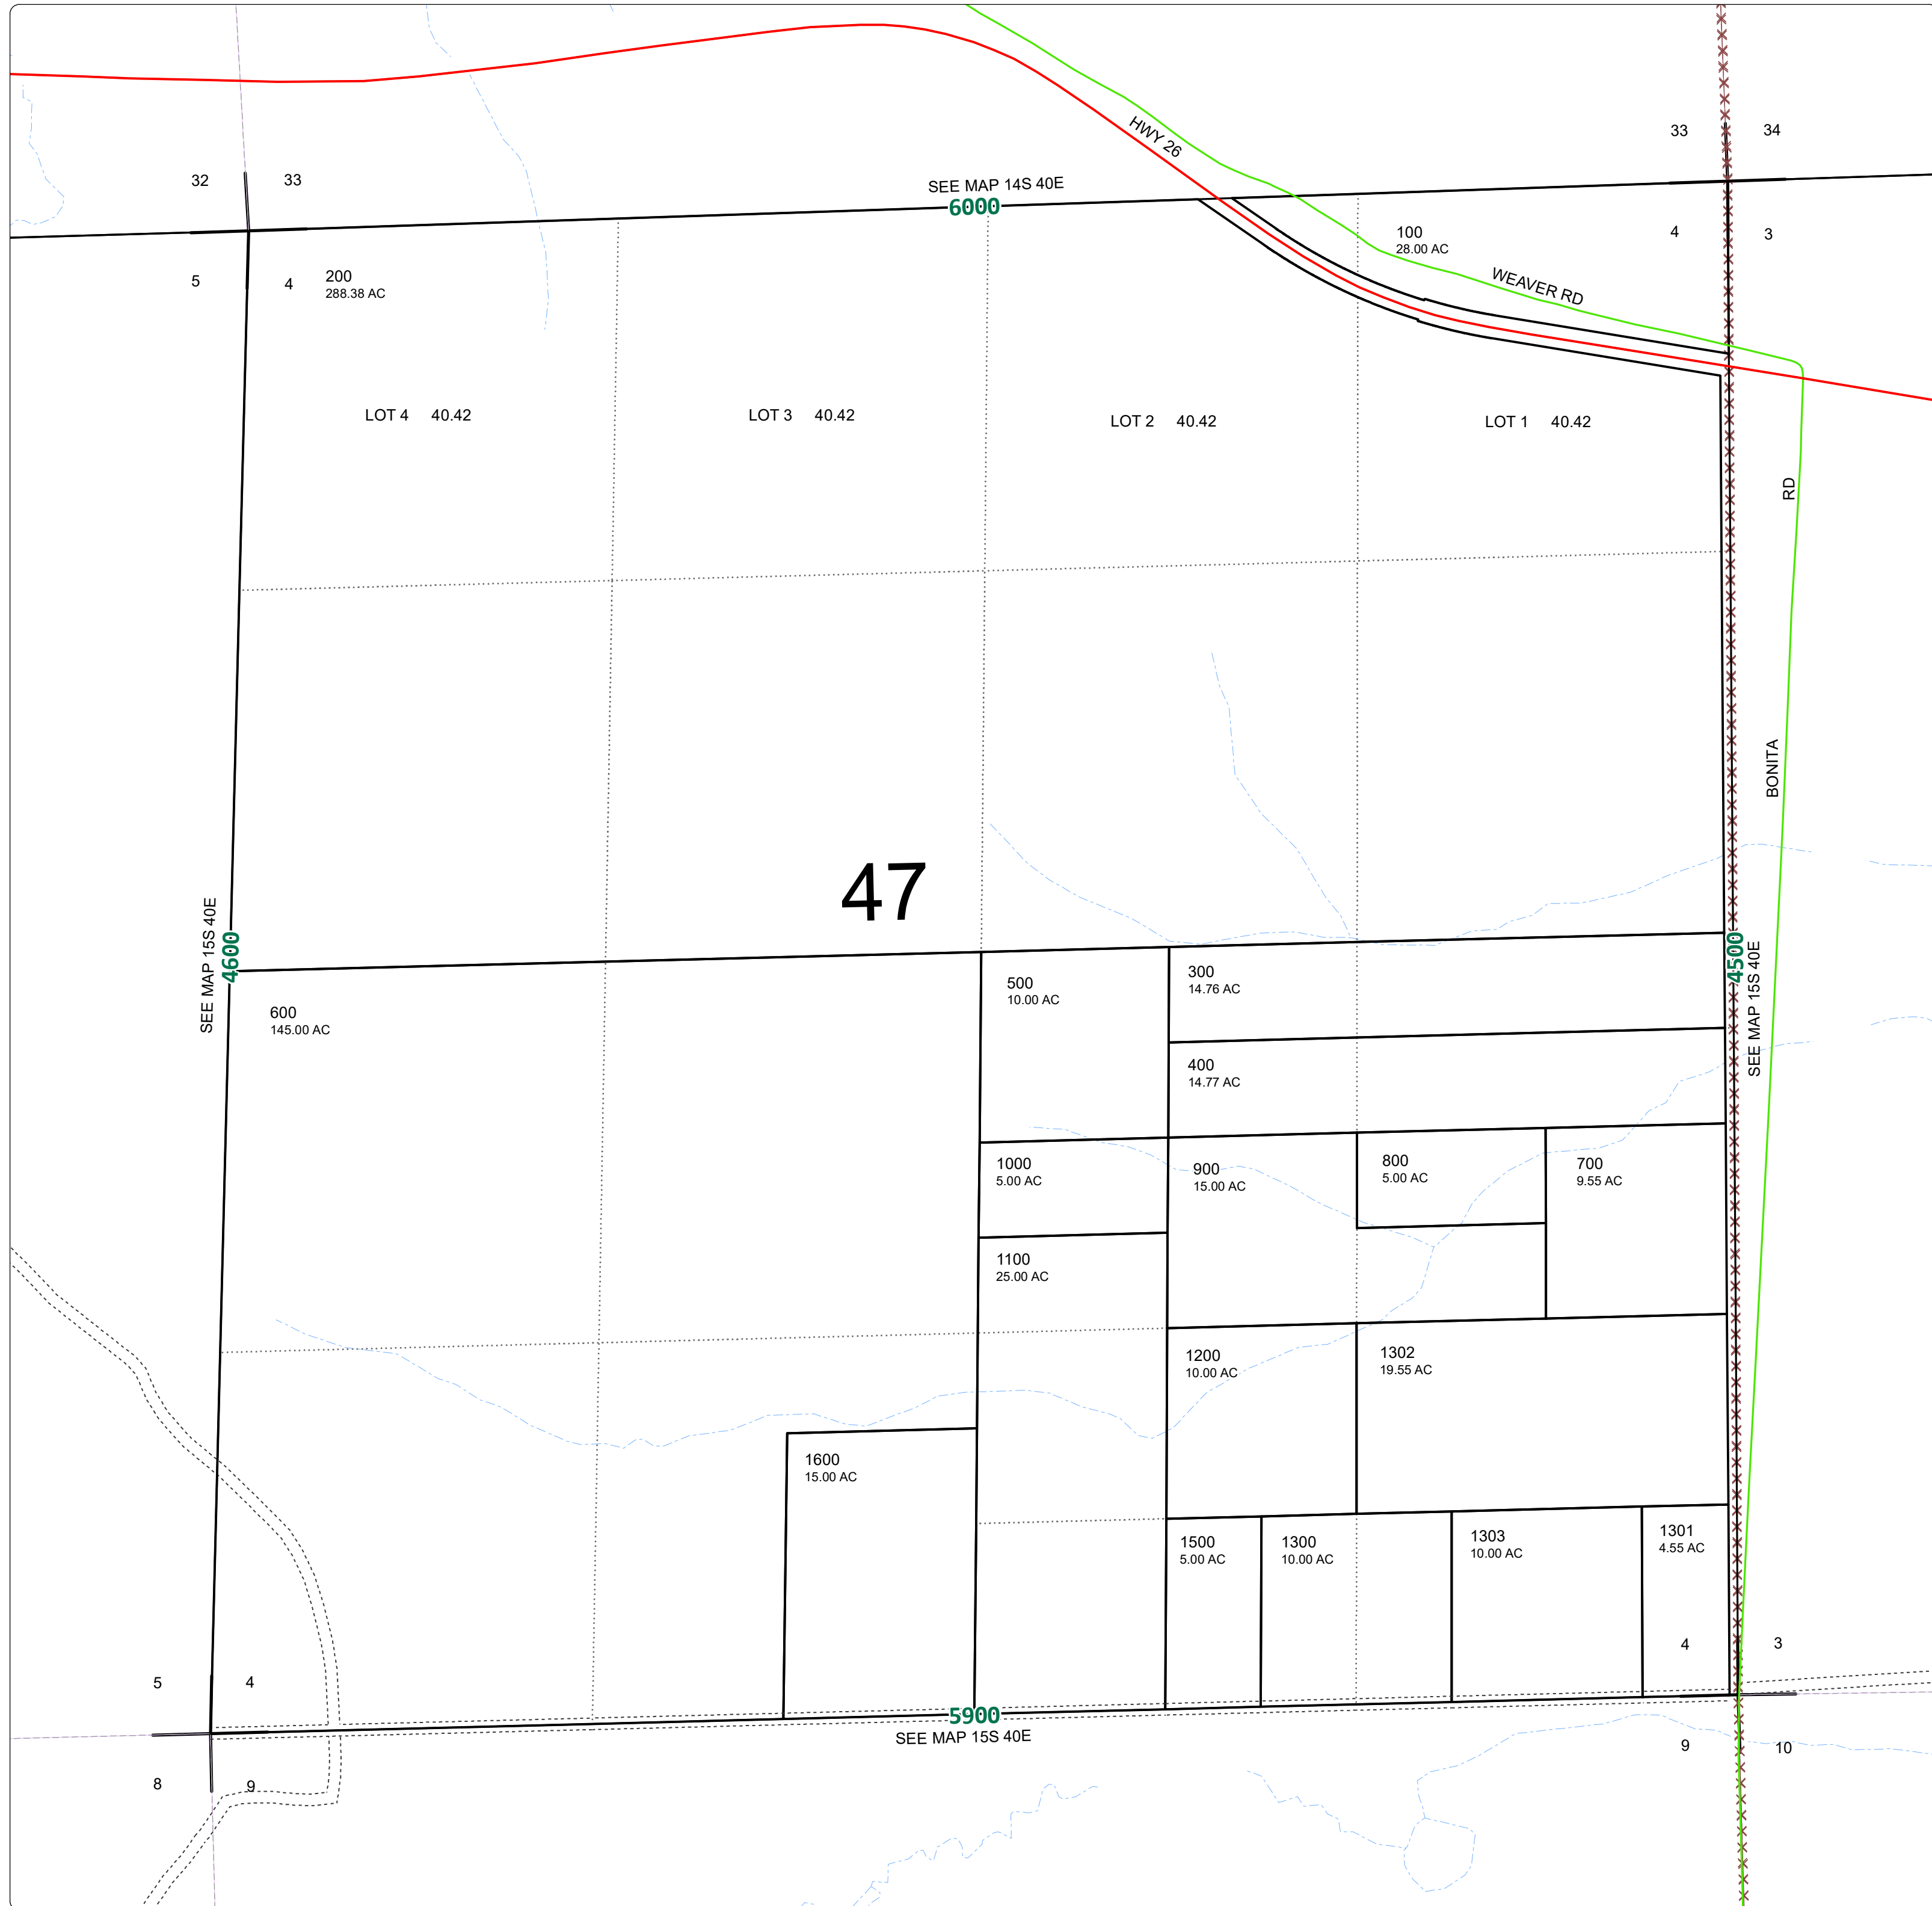 HWY 26
33
34
32
33
SEE MAP 14S 40E
6000
100
28.00 AC
4
3
5
4
200
288.38 AC
WEAVER RD
LOT 4 40.42
LOT 3 40.42
LOT 2 40.42
LOT 1 40.42
RD
BONITA
47
SEE MAP 15S 40E
4600
4500
SEE MAP 15S 40E
500
10.00 AC
300
14.76 AC
600
145.00 AC
400
14.77 AC
1000
5.00 AC
900
15.00 AC
800
5.00 AC
700
9.55 AC
1100
25.00 AC
1200
10.00 AC
1302
19.55 AC
1600
15.00 AC
1500
5.00 AC
1300
10.00 AC
1303
10.00 AC
1301
4.55 AC
4
3
5
4
5900
SEE MAP 15S 40E
9
10
8
9